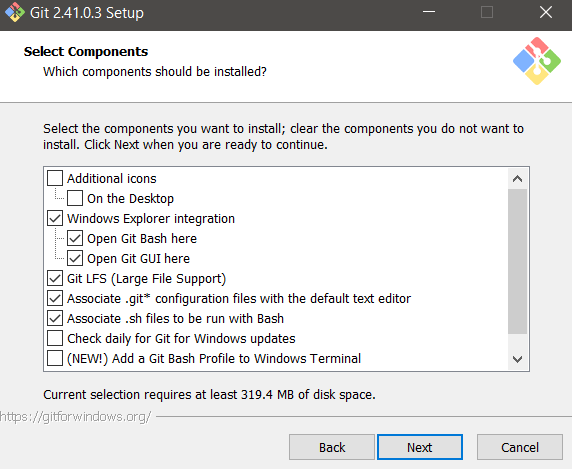 Git 2.41.0.3 Setup
Select Components
Which components should be installed?
Select the components you want to install; clear the components you do not want to
install. Click Next when you are ready to continue.
Additional icons
On the Desktop
Windows Explorer integration
Open Git Bash here
Open Git GUI here
Git LFS (Large File Support)
Associate .git* configuration files with the default text editor
Associate .sh files to be run with Bash
Check daily for Git for Windows updates
(NEW!) Add a Git Bash Profile to Windows Terminal
Current selection requires at least 319.4 MB of disk space.
https://gitforwindows.org/
Back Next Cancel